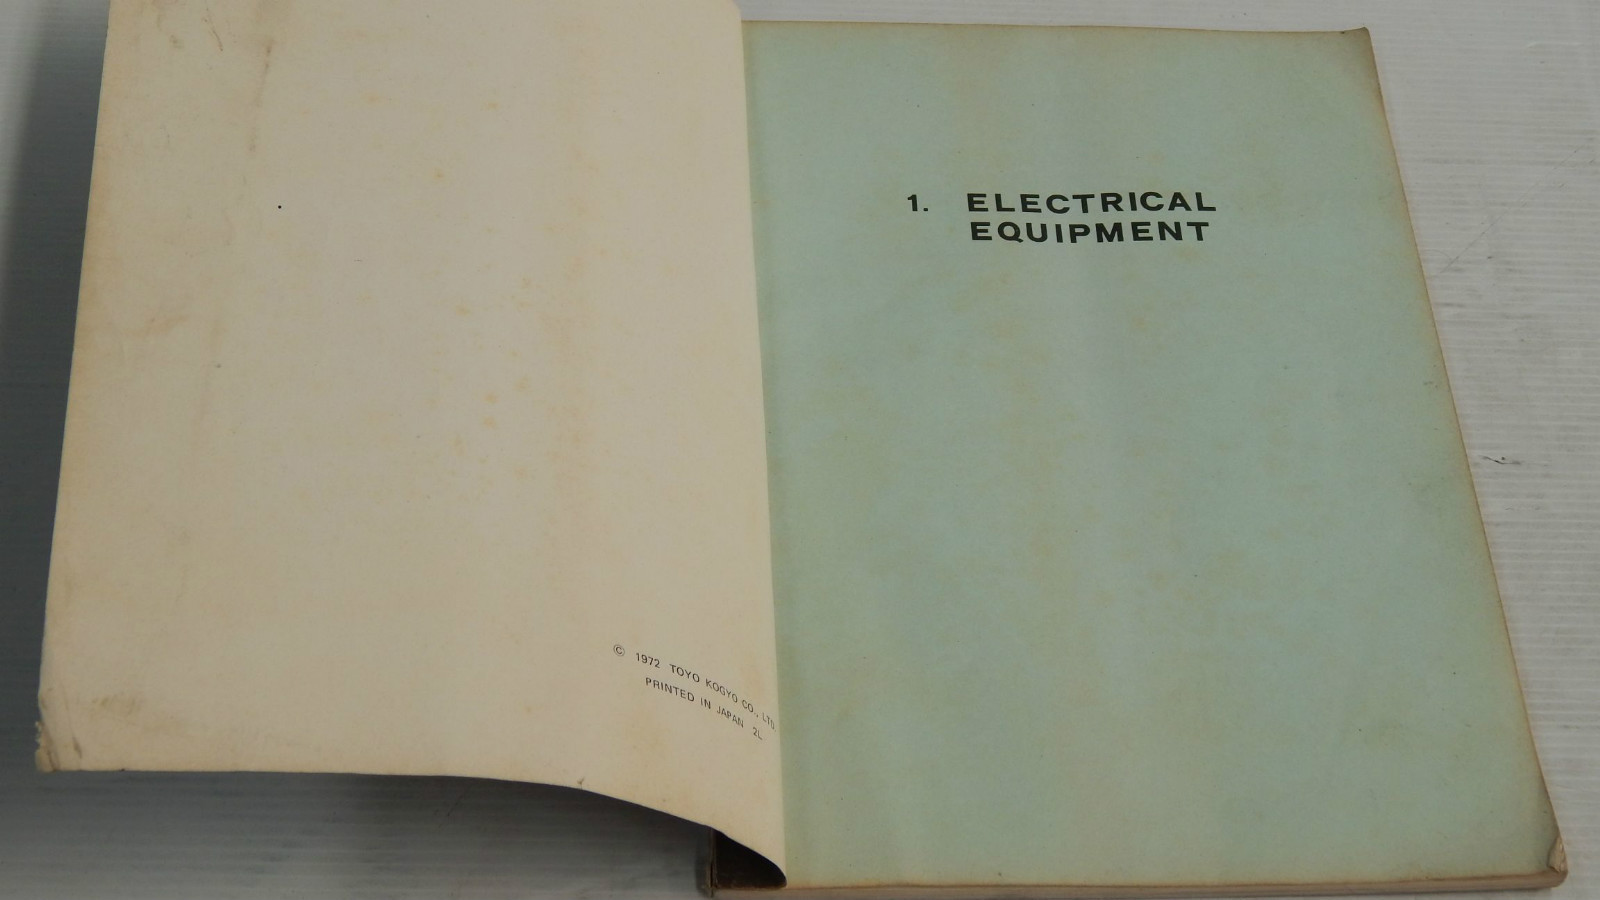 © 1972 TOYO KOGYO CO., LTD.
PRINTED IN JAPAN 2L
1. ELECTRICAL
EQUIPMENT